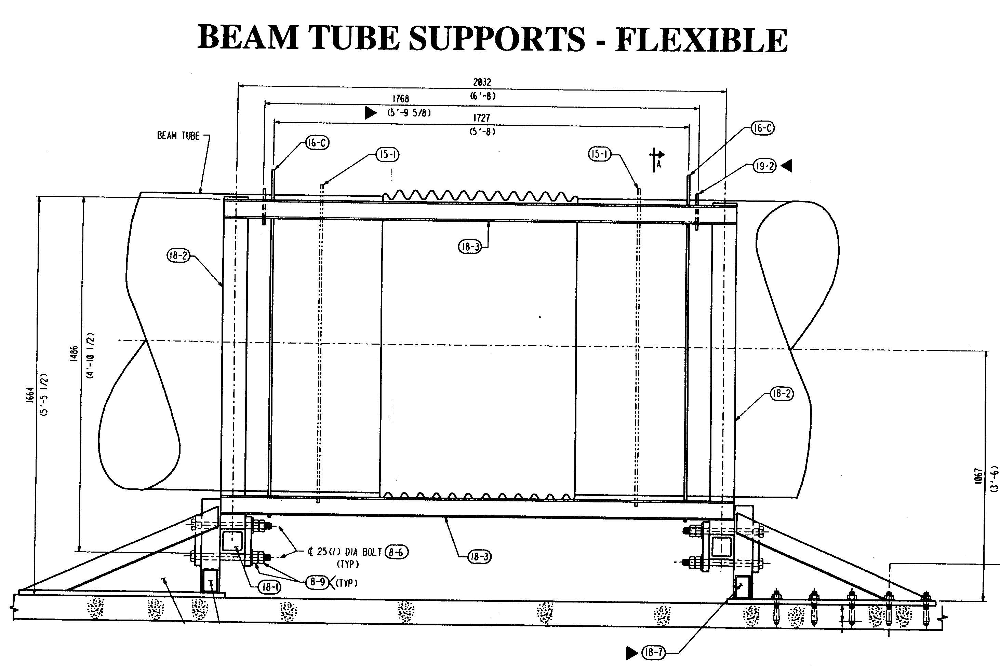 BEAM TUBE SUPPORTS - FLEXIBLE
2032
(6'-8)
1768
(5'-9 5/8)
1727
(5'-8)
BEAM TUBE
16-C
15-1
15-1
A
16-C
19-2
18-2
18-3
1486
(4'-10 1/2)
1664
(5'-5 1/2)
18-2
1067
(3'-6)
℄ 25(1) DIA BOLT 8-6
(TYP)
8-9 (TYP)
18-1
18-3
18-7